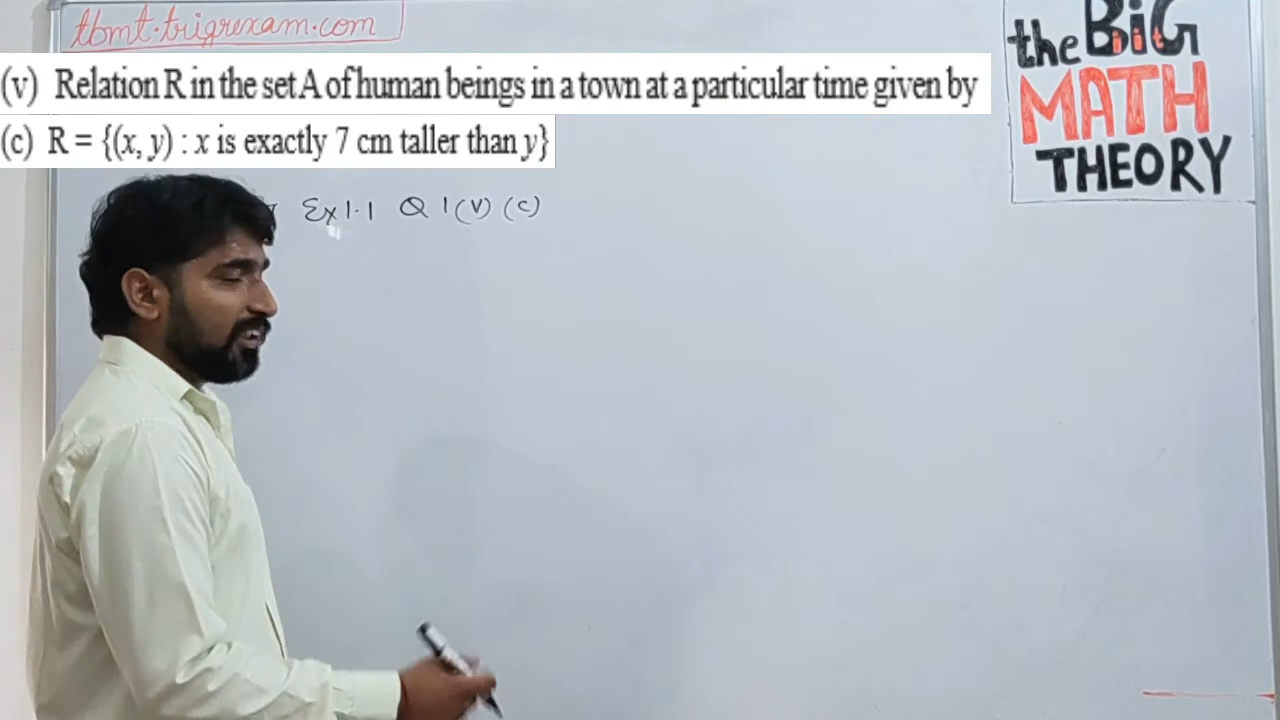 tbmt.trigrexam.com
(v) Relation R in the set A of human beings in a town at a particular time given by
(c) R = {(x, y) : x is exactly 7 cm taller than y}
Ex 1.1 Q 1 (v) (c)
the BiG
MATH
THEORY